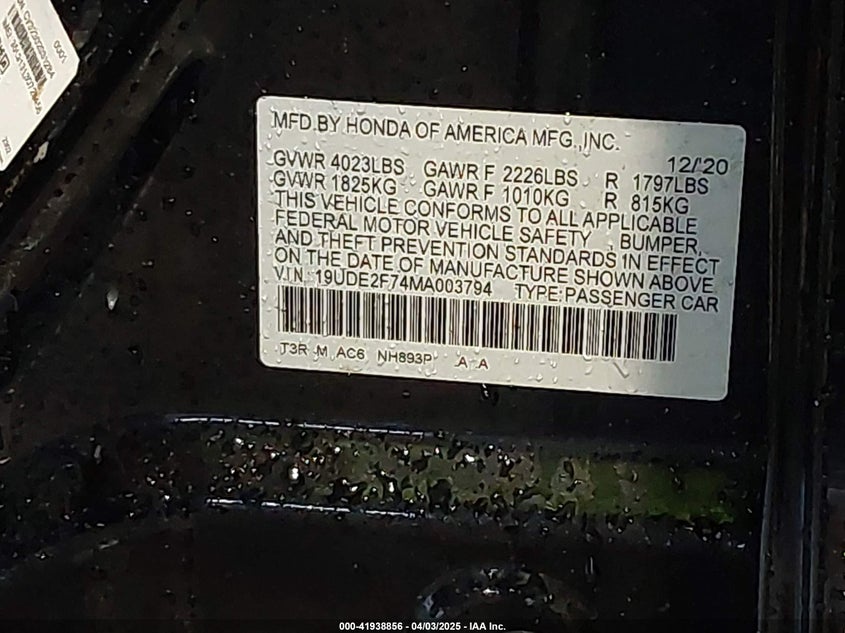 MFD.BY HONDA OF AMERICA MFG.,INC.
12/'20
GVWR 4023LBS GAWR F 2226LBS R 1797LBS
GVWR 1825KG GAWR F 1010KG R 815KG
THIS VEHICLE CONFORMS TO ALL APPLICABLE
FEDERAL MOTOR VEHICLE SAFETY , BUMPER,
AND THEFT PREVENTION STANDARDS IN EFFECT
ON THE DATE OF MANUFACTURE SHOWN ABOVE.
V.I.N.: 19UDE2F74MA003794 TYPE:PASSENGER CAR
T3R M AC6 NH893P A A
000-41938856 - 04/03/2025 - IAA Inc.